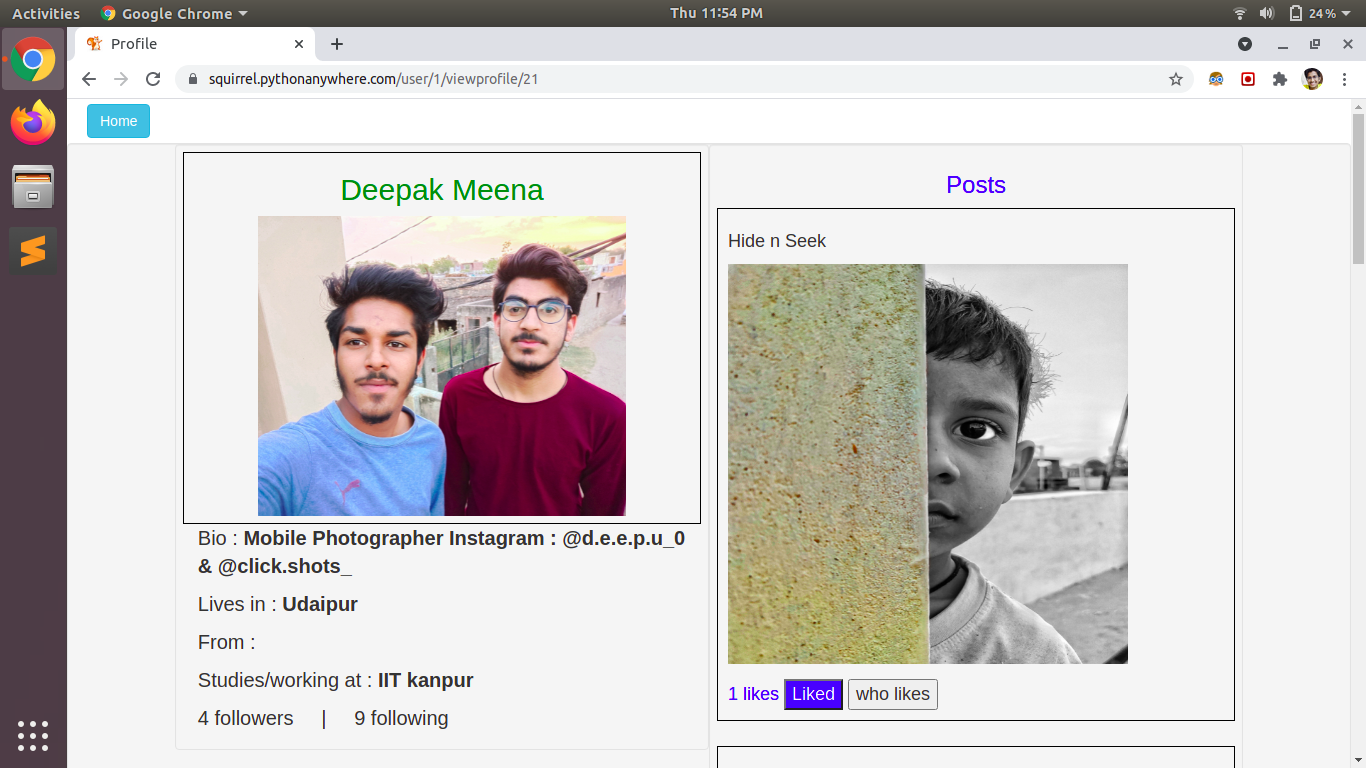 Activities Google Chrome Thu 11:54 PM 24%
Profile
squirrel.pythonanywhere.com/user/1/viewprofile/21
Home
Deepak Meena
Bio : Mobile Photographer Instagram : @d.e.e.p.u_0
& @click.shots_
Lives in : Udaipur
From :
Studies/working at : IIT kanpur
4 followers | 9 following
Posts
Hide n Seek
1 likes Liked who likes